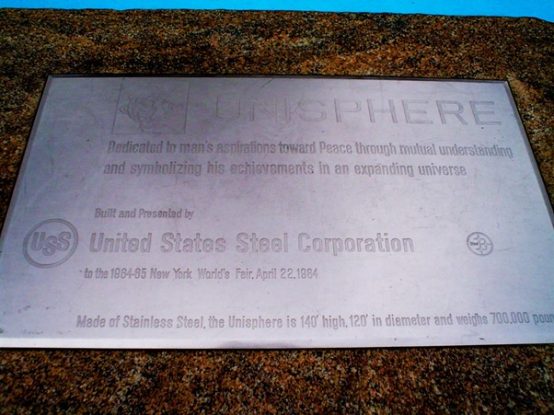 UNISPHERE
Dedicated to man's aspirations toward Peace through mutual understanding
and symbolizing his achievements in an expanding universe
Built and Presented by
USS United States Steel Corporation
to the 1964-65 New York World's Fair, April 22, 1964
Made of Stainless Steel, the Unisphere is 140' high, 120' in diameter and weighs 700,000 poun